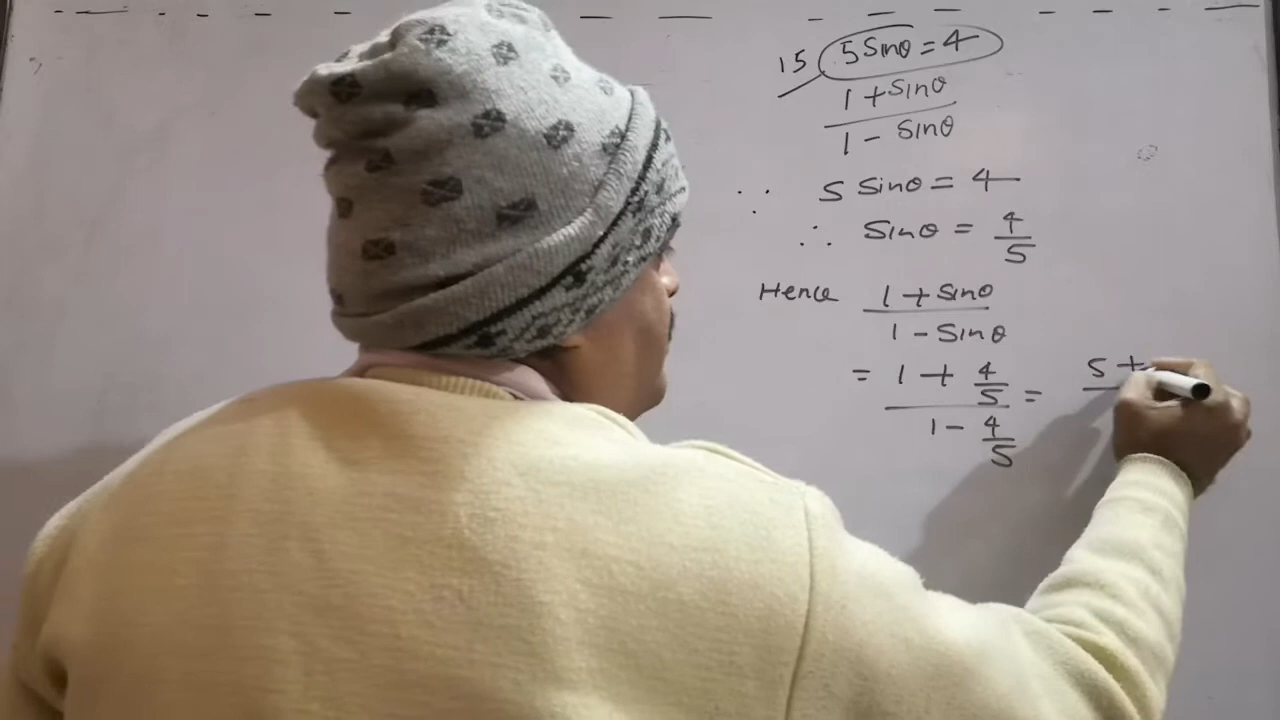 15 5 sinθ = 4
1 + sinθ
1 - sinθ
∵ 5 sinθ = 4
∴ sinθ = 4/5
Hence 1 + sinθ
1 - sinθ
= 1 + 4/5 = 5 +
1 - 4/5